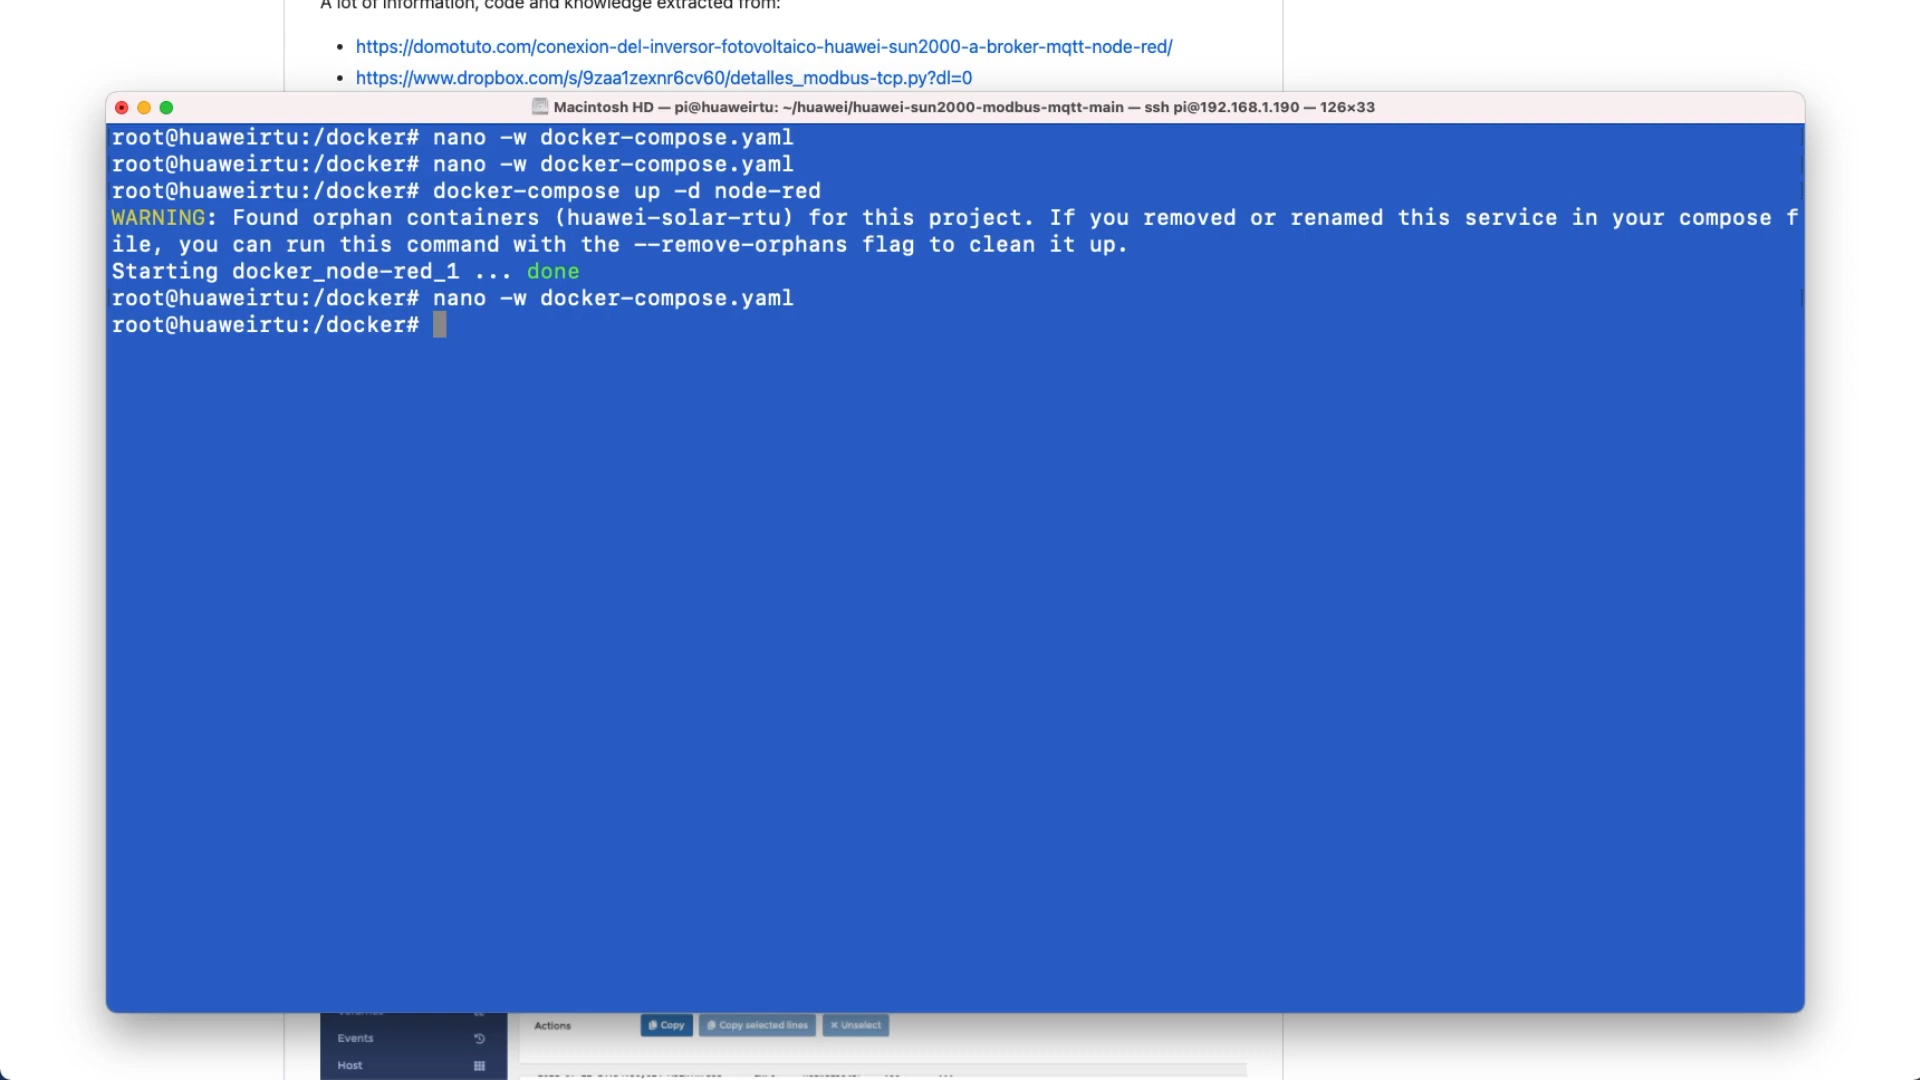 A lot of information, code and knowledge extracted from:
• https://domotuto.com/conexion-del-inversor-fotovoltaico-huawei-sun2000-a-broker-mqtt-node-red/
• https://www.dropbox.com/s/9zaa1zexnr6cv60/detalles_modbus-tcp.py?dl=0
Macintosh HD — pi@huaweirtu: ~/huawei/huawei-sun2000-modbus-mqtt-main — ssh pi@192.168.1.190 — 126×33
root@huaweirtu:/docker# nano -w docker-compose.yaml
root@huaweirtu:/docker# nano -w docker-compose.yaml
root@huaweirtu:/docker# docker-compose up -d node-red
WARNING: Found orphan containers (huawei-solar-rtu) for this project. If you removed or renamed this service in your compose f
ile, you can run this command with the --remove-orphans flag to clean it up.
Starting docker_node-red_1 ... done
root@huaweirtu:/docker# nano -w docker-compose.yaml
root@huaweirtu:/docker#
Actions Copy Copy selected lines × Unselect
Events
Host